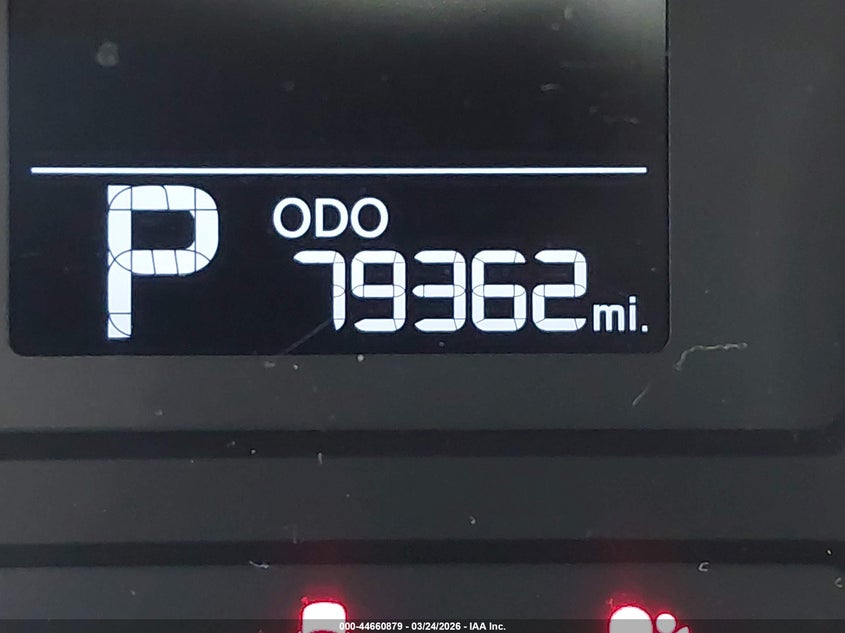 P
ODO
79362 mi.
000-44660879 - 03/24/2026 - IAA Inc.